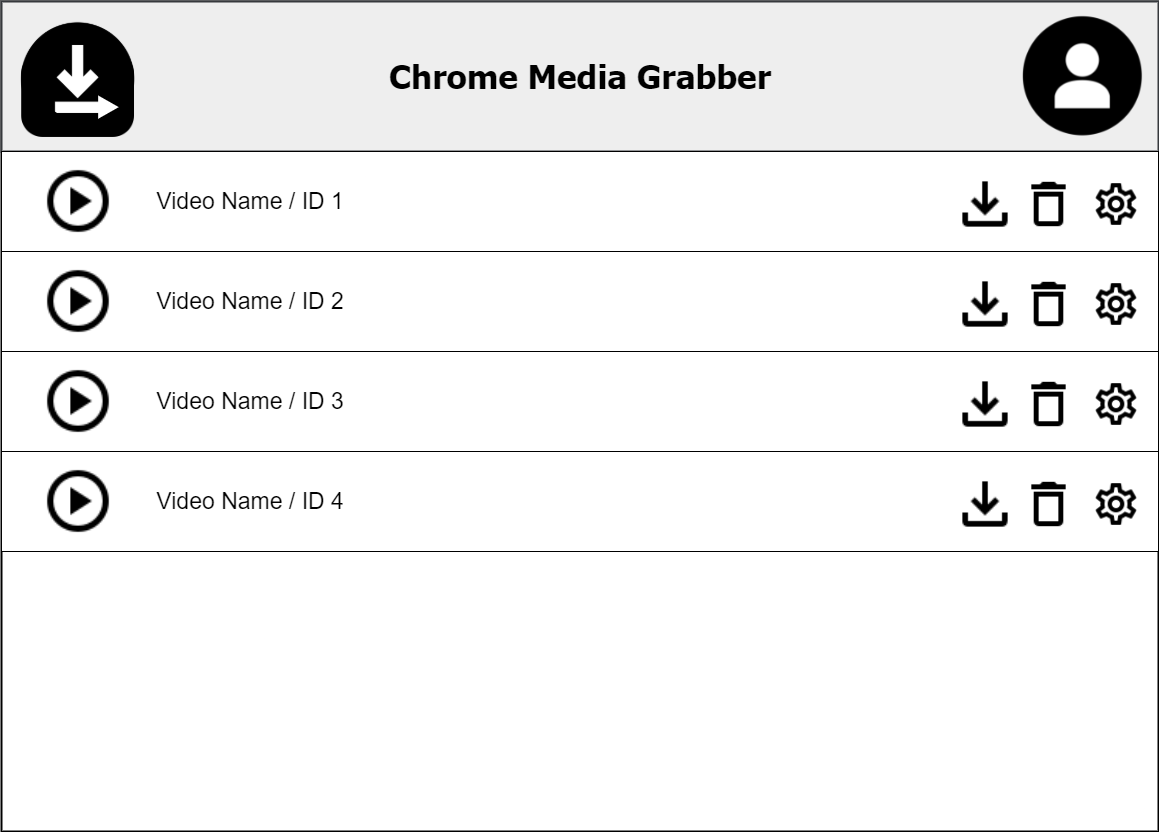 Chrome Media Grabber
Video Name / ID 1
Video Name / ID 2
Video Name / ID 3
Video Name / ID 4